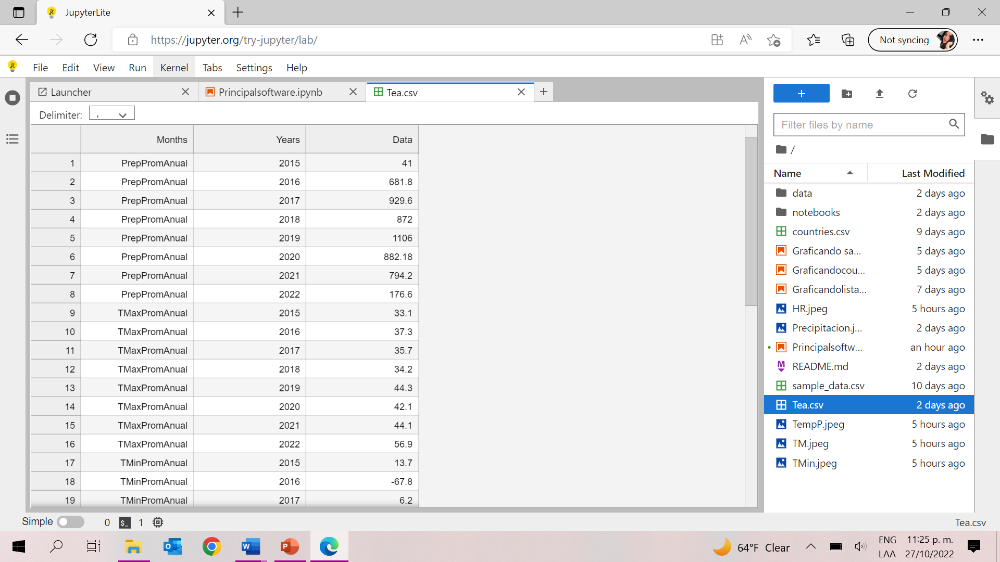 JupyterLite
https://jupyter.org/try-jupyter/lab/
Not syncing
File Edit View Run Kernel Tabs Settings Help
Launcher
Principalsoftware.ipynb
Tea.csv
Delimiter: ,
Months Years Data
1 PrepPromAnual 2015 41
2 PrepPromAnual 2016 681.8
3 PrepPromAnual 2017 929.6
4 PrepPromAnual 2018 872
5 PrepPromAnual 2019 1106
6 PrepPromAnual 2020 882.18
7 PrepPromAnual 2021 794.2
8 PrepPromAnual 2022 176.6
9 TMaxPromAnual 2015 33.1
10 TMaxPromAnual 2016 37.3
11 TMaxPromAnual 2017 35.7
12 TMaxPromAnual 2018 34.2
13 TMaxPromAnual 2019 44.3
14 TMaxPromAnual 2020 42.1
15 TMaxPromAnual 2021 44.1
16 TMaxPromAnual 2022 56.9
17 TMinPromAnual 2015 13.7
18 TMinPromAnual 2016 -67.8
19 TMinPromAnual 2017 6.2
Filter files by name
/
Name Last Modified
data 2 days ago
notebooks 2 days ago
countries.csv 9 days ago
Graficando sa... 5 days ago
Graficandocou... 5 days ago
Graficandolista... 7 days ago
HR.jpeg 5 hours ago
Precipitacion.j... 2 days ago
Principalsoftw... an hour ago
README.md 2 days ago
sample_data.csv 10 days ago
Tea.csv 2 days ago
TempP.jpeg 5 hours ago
TM.jpeg 5 hours ago
TMin.jpeg 5 hours ago
Simple 0 $_ 1
Tea.csv
64°F Clear
ENG
LAA
11:25 p. m.
27/10/2022